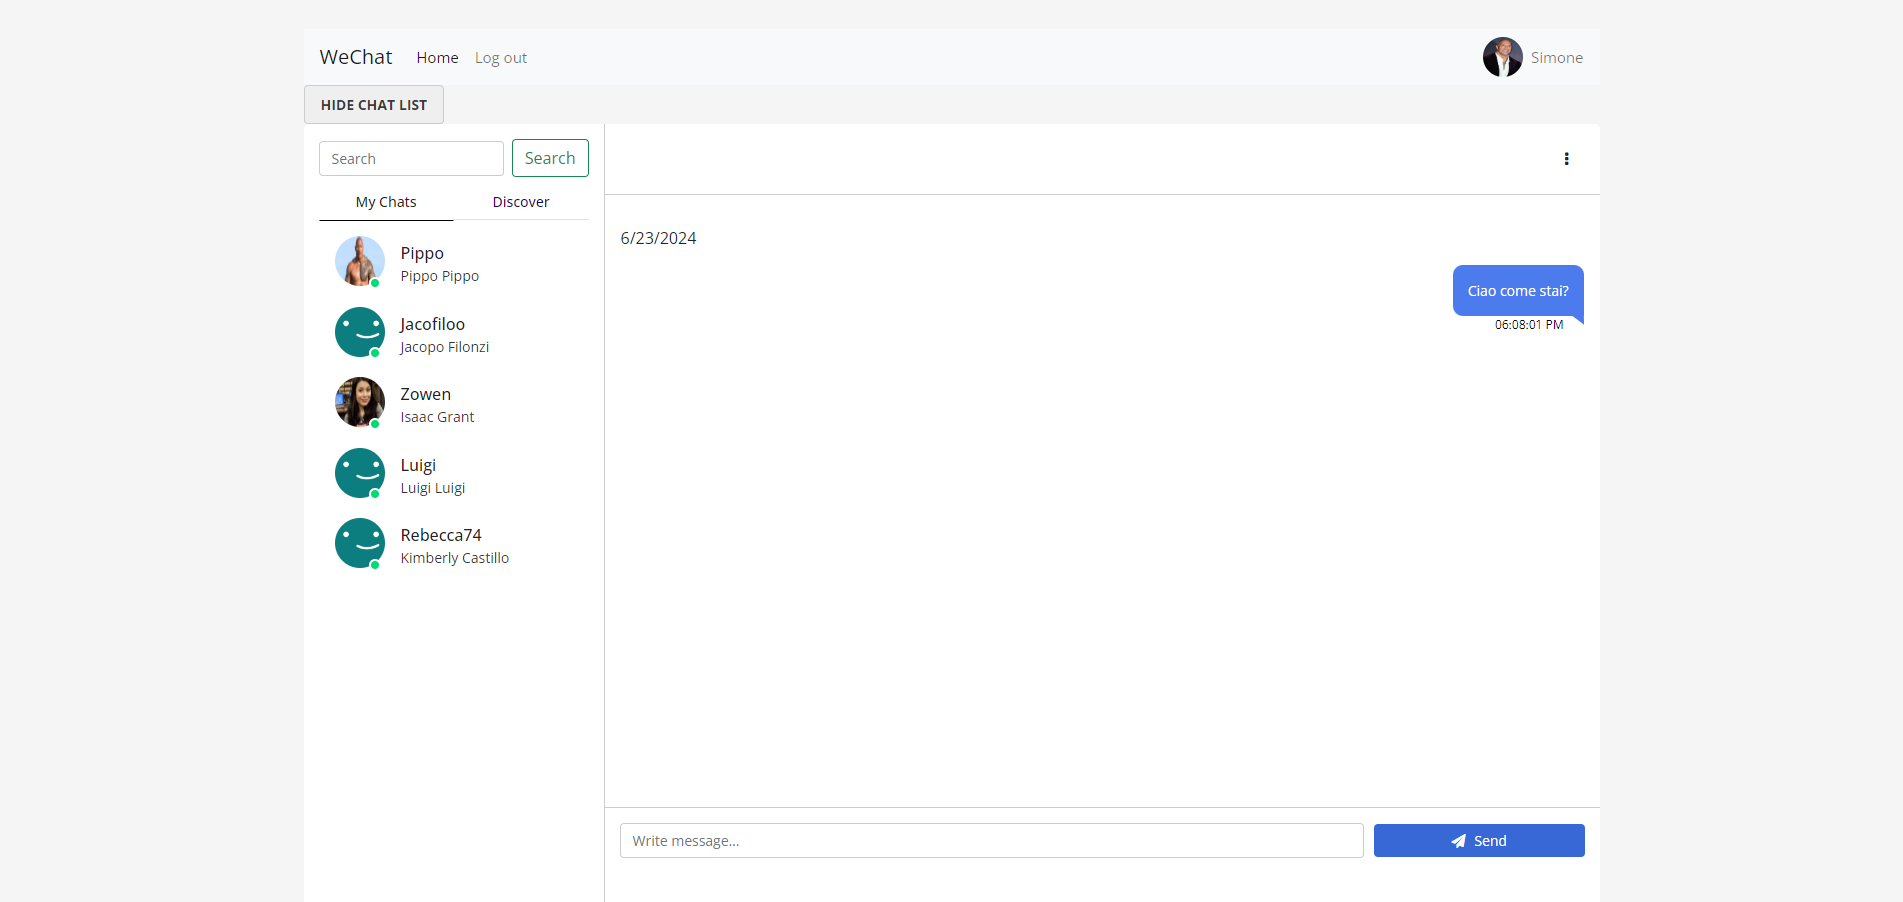 WeChat Home Log out Simone
HIDE CHAT LIST
Search Search
My Chats Discover
Pippo
Pippo Pippo
Jacofiloo
Jacopo Filonzi
Zowen
Isaac Grant
Luigi
Luigi Luigi
Rebecca74
Kimberly Castillo
6/23/2024
Ciao come stai?
06:08:01 PM
Write message... Send